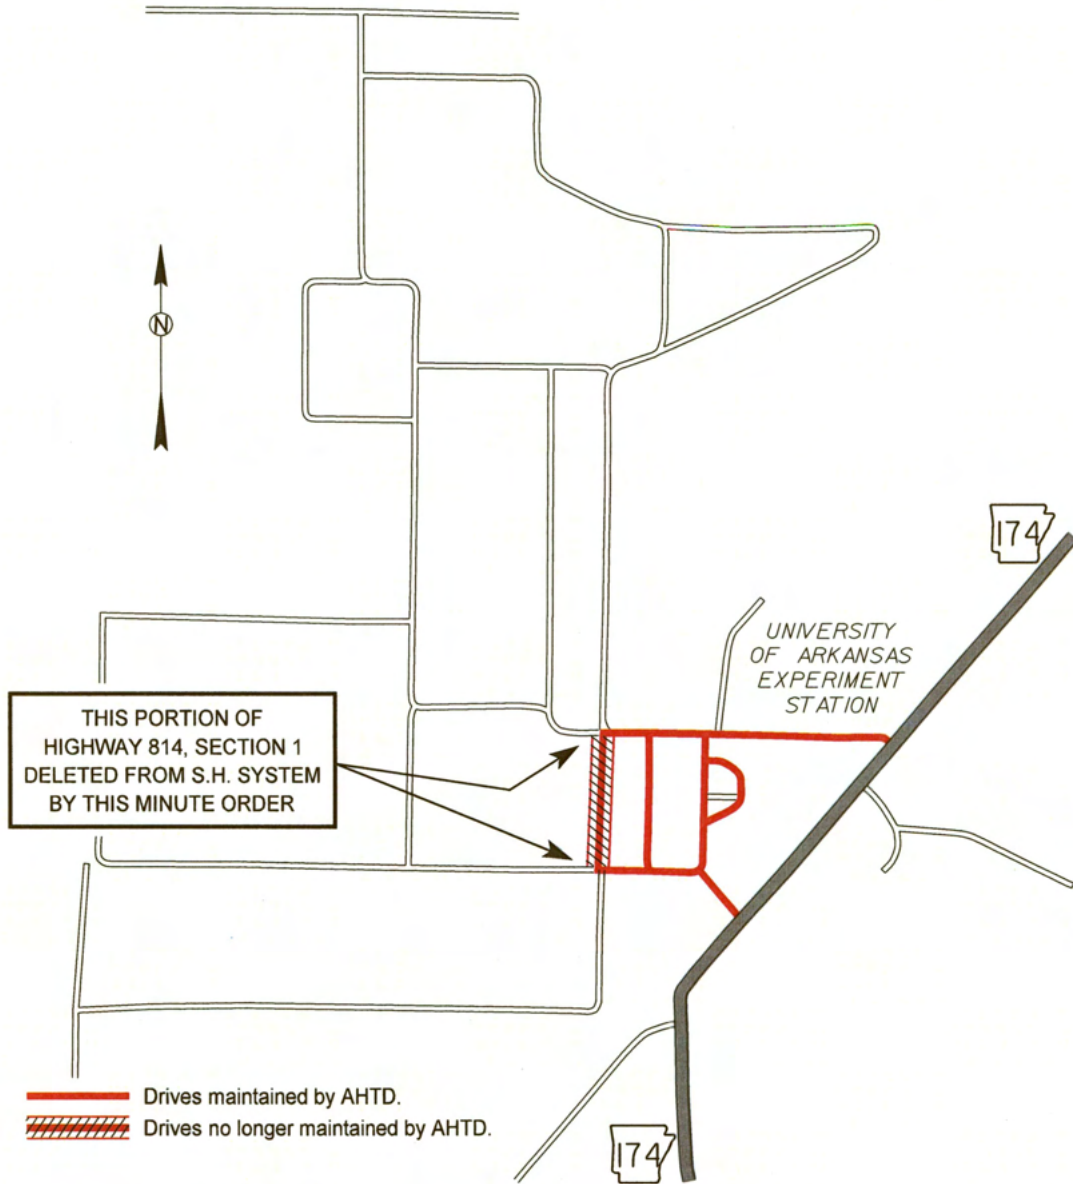 N
174
UNIVERSITY
OF ARKANSAS
EXPERIMENT
STATION
THIS PORTION OF
HIGHWAY 814, SECTION 1
DELETED FROM S.H. SYSTEM
BY THIS MINUTE ORDER
Drives maintained by AHTD.
Drives no longer maintained by AHTD.
174